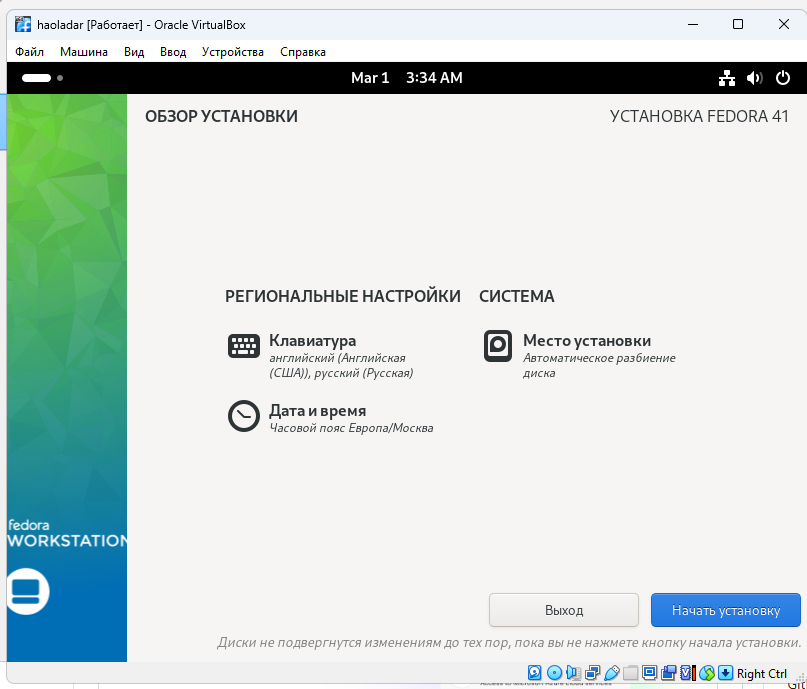 haoladar [Работает] - Oracle VirtualBox
Файл Машина Вид Ввод Устройства Справка
Mar 1 3:34 AM
ОБЗОР УСТАНОВКИ
УСТАНОВКА FEDORA 41
РЕГИОНАЛЬНЫЕ НАСТРОЙКИ
Клавиатура
английский (Английская
(США)), русский (Русская)
Дата и время
Часовой пояс Европа/Москва
СИСТЕМА
Место установки
Автоматическое разбиение
диска
fedora
WORKSTATION
Выход
Начать установку
Диски не подвергнутся изменениям до тех пор, пока вы не нажмете кнопку начала установки.
Right Ctrl